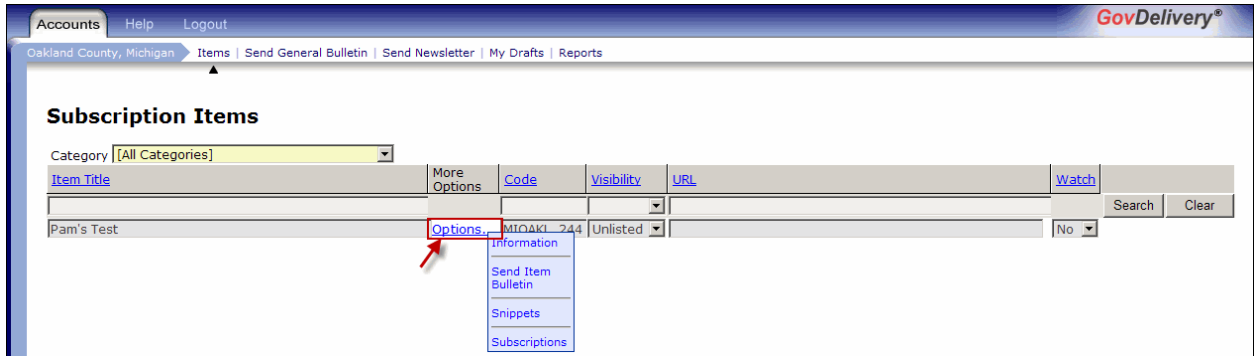 Accounts Help Logout GovDelivery®
Oakland County, Michigan Items | Send General Bulletin | Send Newsletter | My Drafts | Reports
Subscription Items
Category [All Categories]
Item Title More Options Code Visibility URL Watch
Search Clear
Pam's Test Options. MIOAKL_244 Unlisted No
Information
Send Item
Bulletin
Snippets
Subscriptions